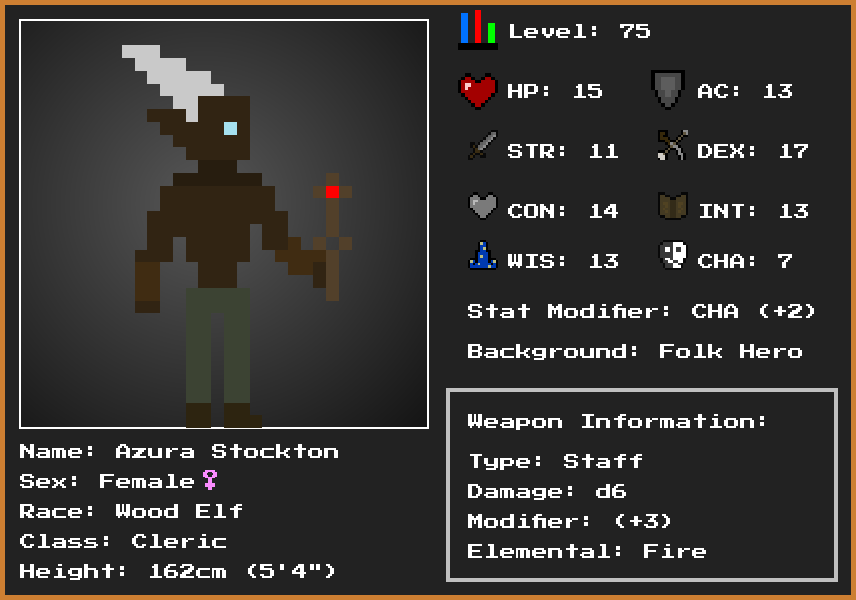 Level: 75
HP: 15 AC: 13
STR: 11 DEX: 17
CON: 14 INT: 13
WIS: 13 CHA: 7
Stat Modifier: CHA (+2)
Background: Folk Hero
Weapon Information:
Type: Staff
Damage: d6
Modifier: (+3)
Elemental: Fire
Name: Azura Stockton
Sex: Female♀
Race: Wood Elf
Class: Cleric
Height: 162cm (5'4")